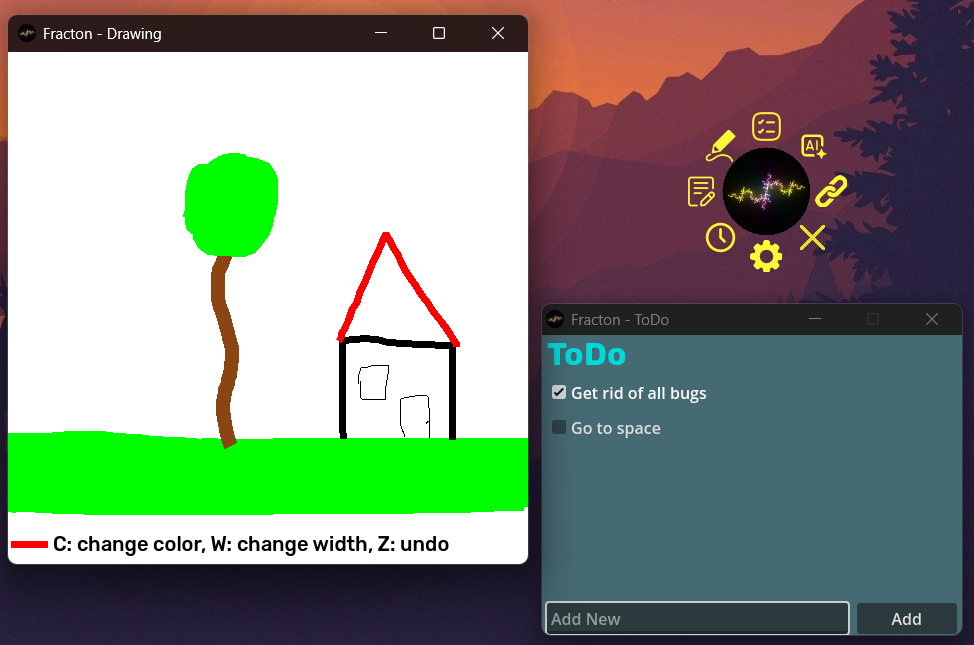 Fracton - Drawing
C: change color, W: change width, Z: undo
AI
Fracton - ToDo
ToDo
Get rid of all bugs
Go to space
Add New
Add